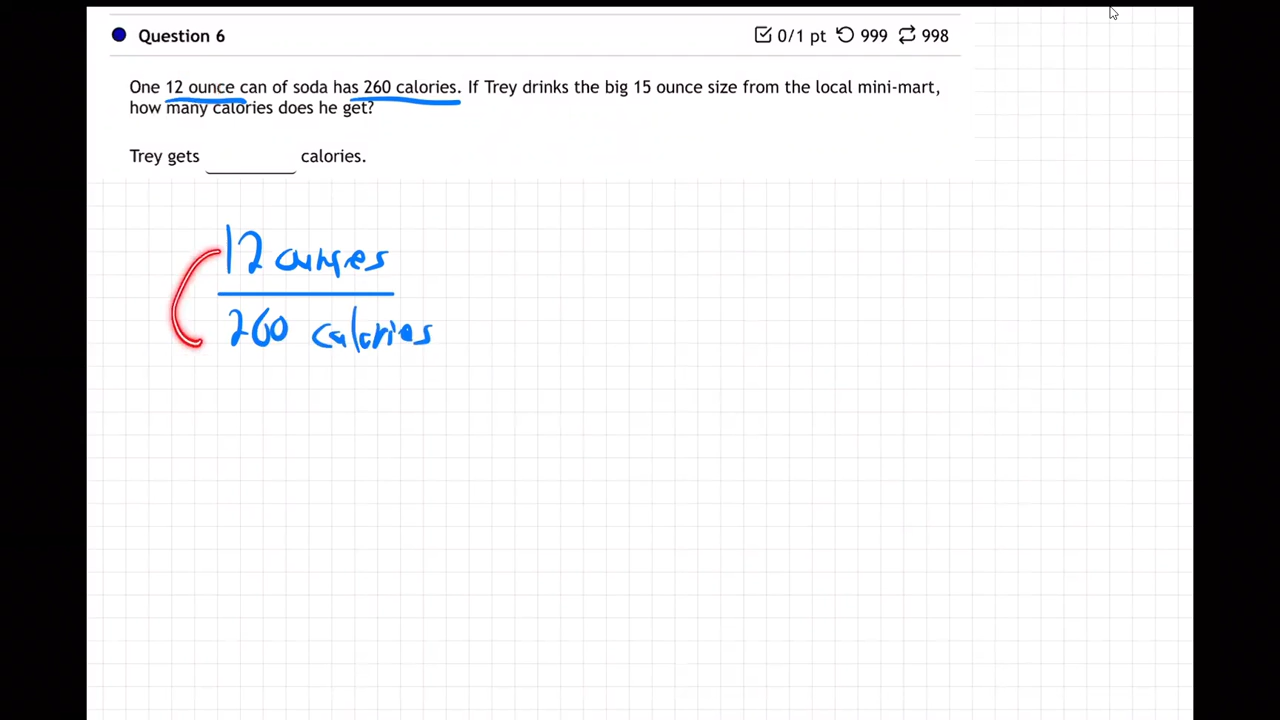 Question 6
0/1 pt 999 998
One 12 ounce can of soda has 260 calories. If Trey drinks the big 15 ounce size from the local mini-mart,
how many calories does he get?
Trey gets calories.
12 ounces
260 calories